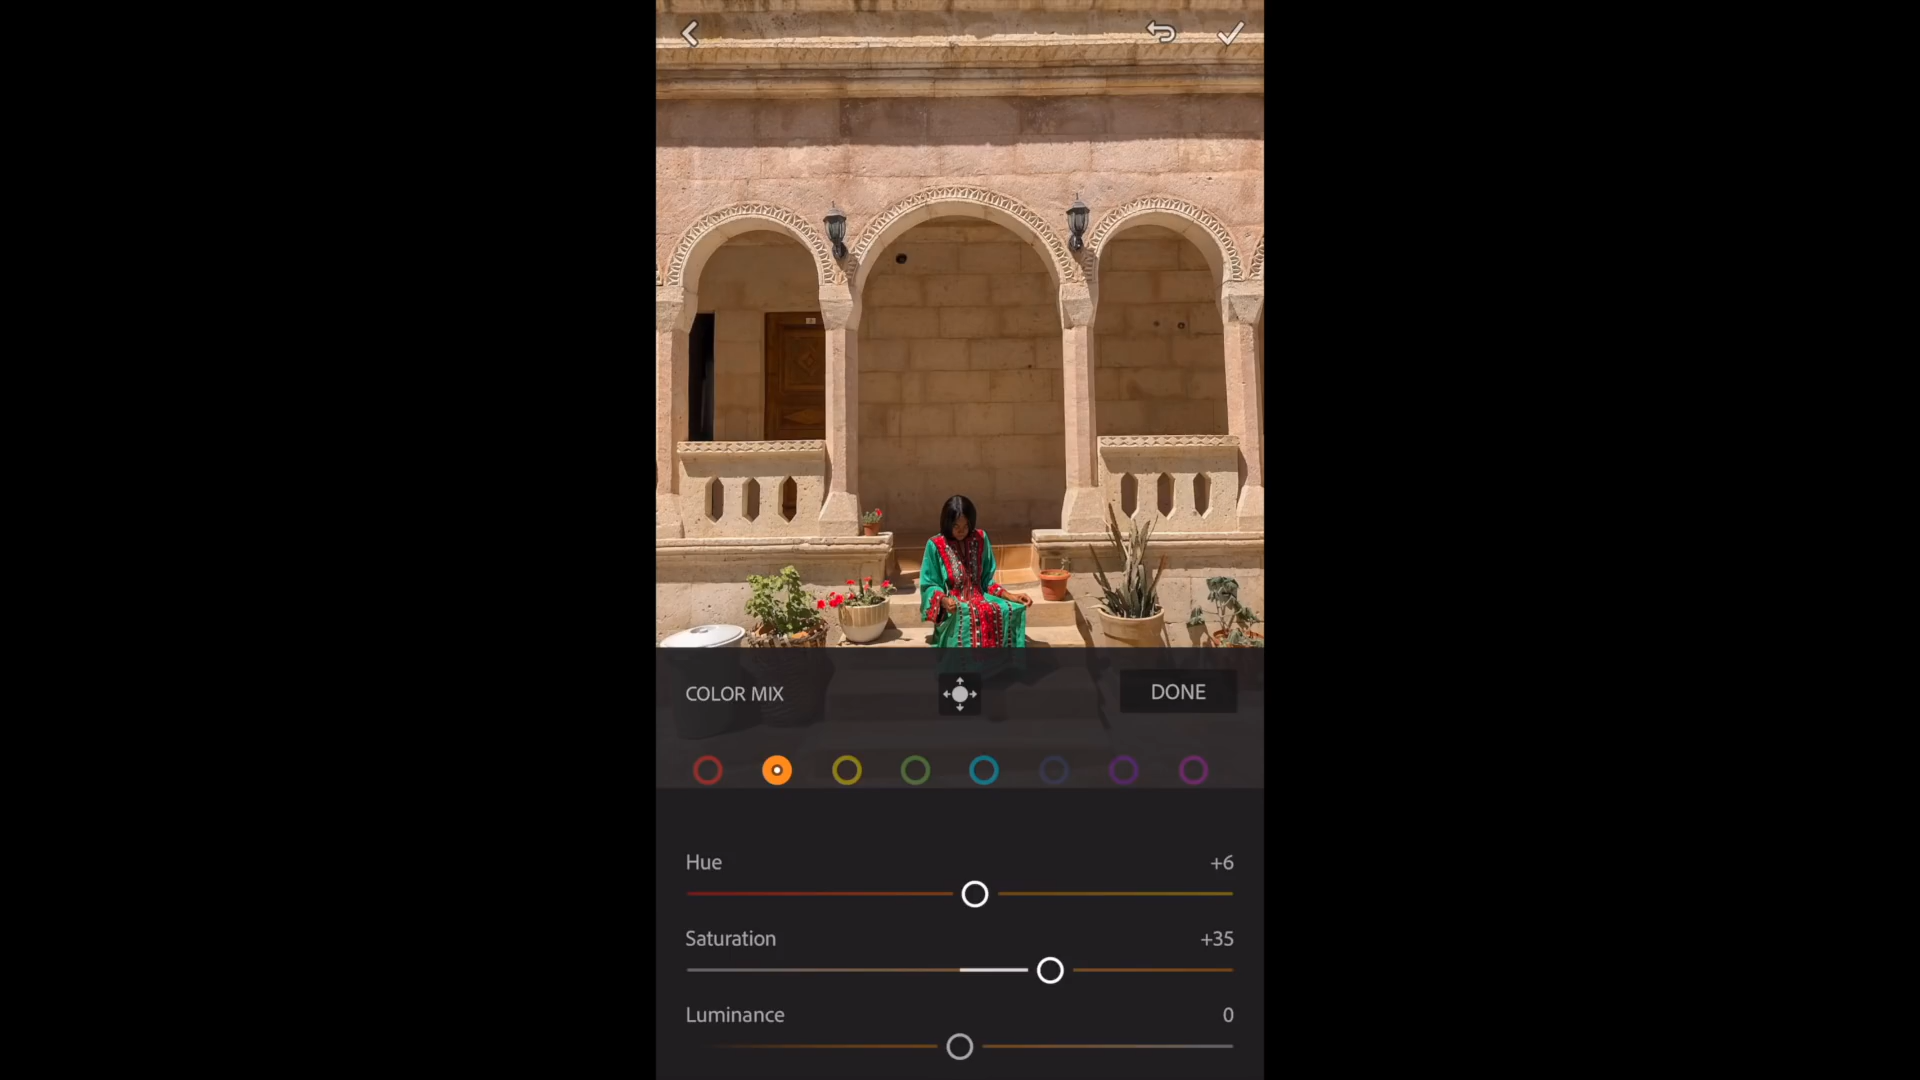 COLOR MIX
DONE
Hue +6
Saturation +35
Luminance 0